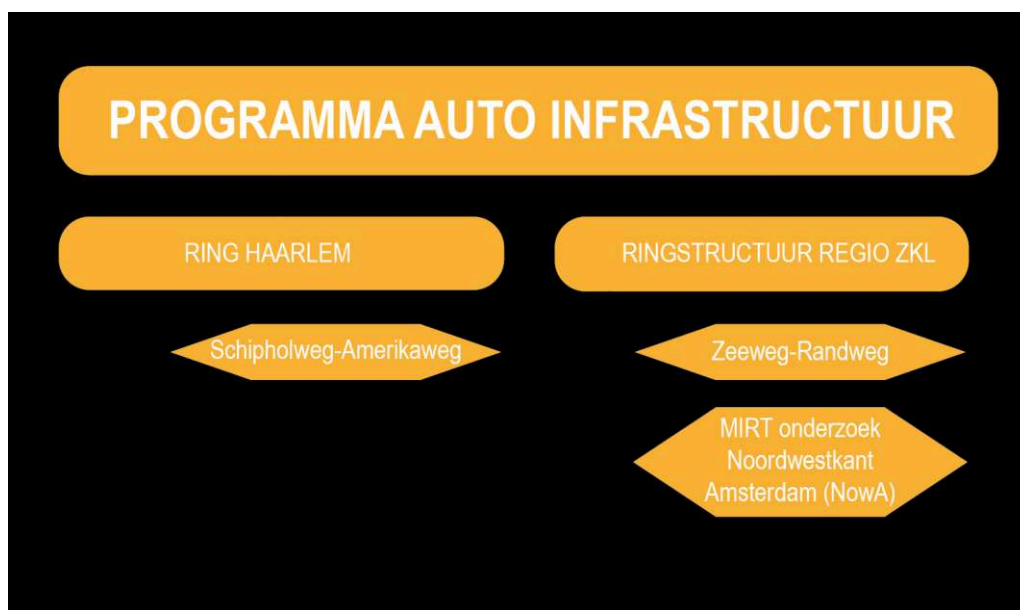 PROGRAMMA AUTO INFRASTRUCTUUR
RING HAARLEM
RINGSTRUCTUUR REGIO ZKL
Schipholweg-Amerikaweg
Zeeweg-Randweg
MIRT onderzoek
Noordwestkant
Amsterdam (NowA)